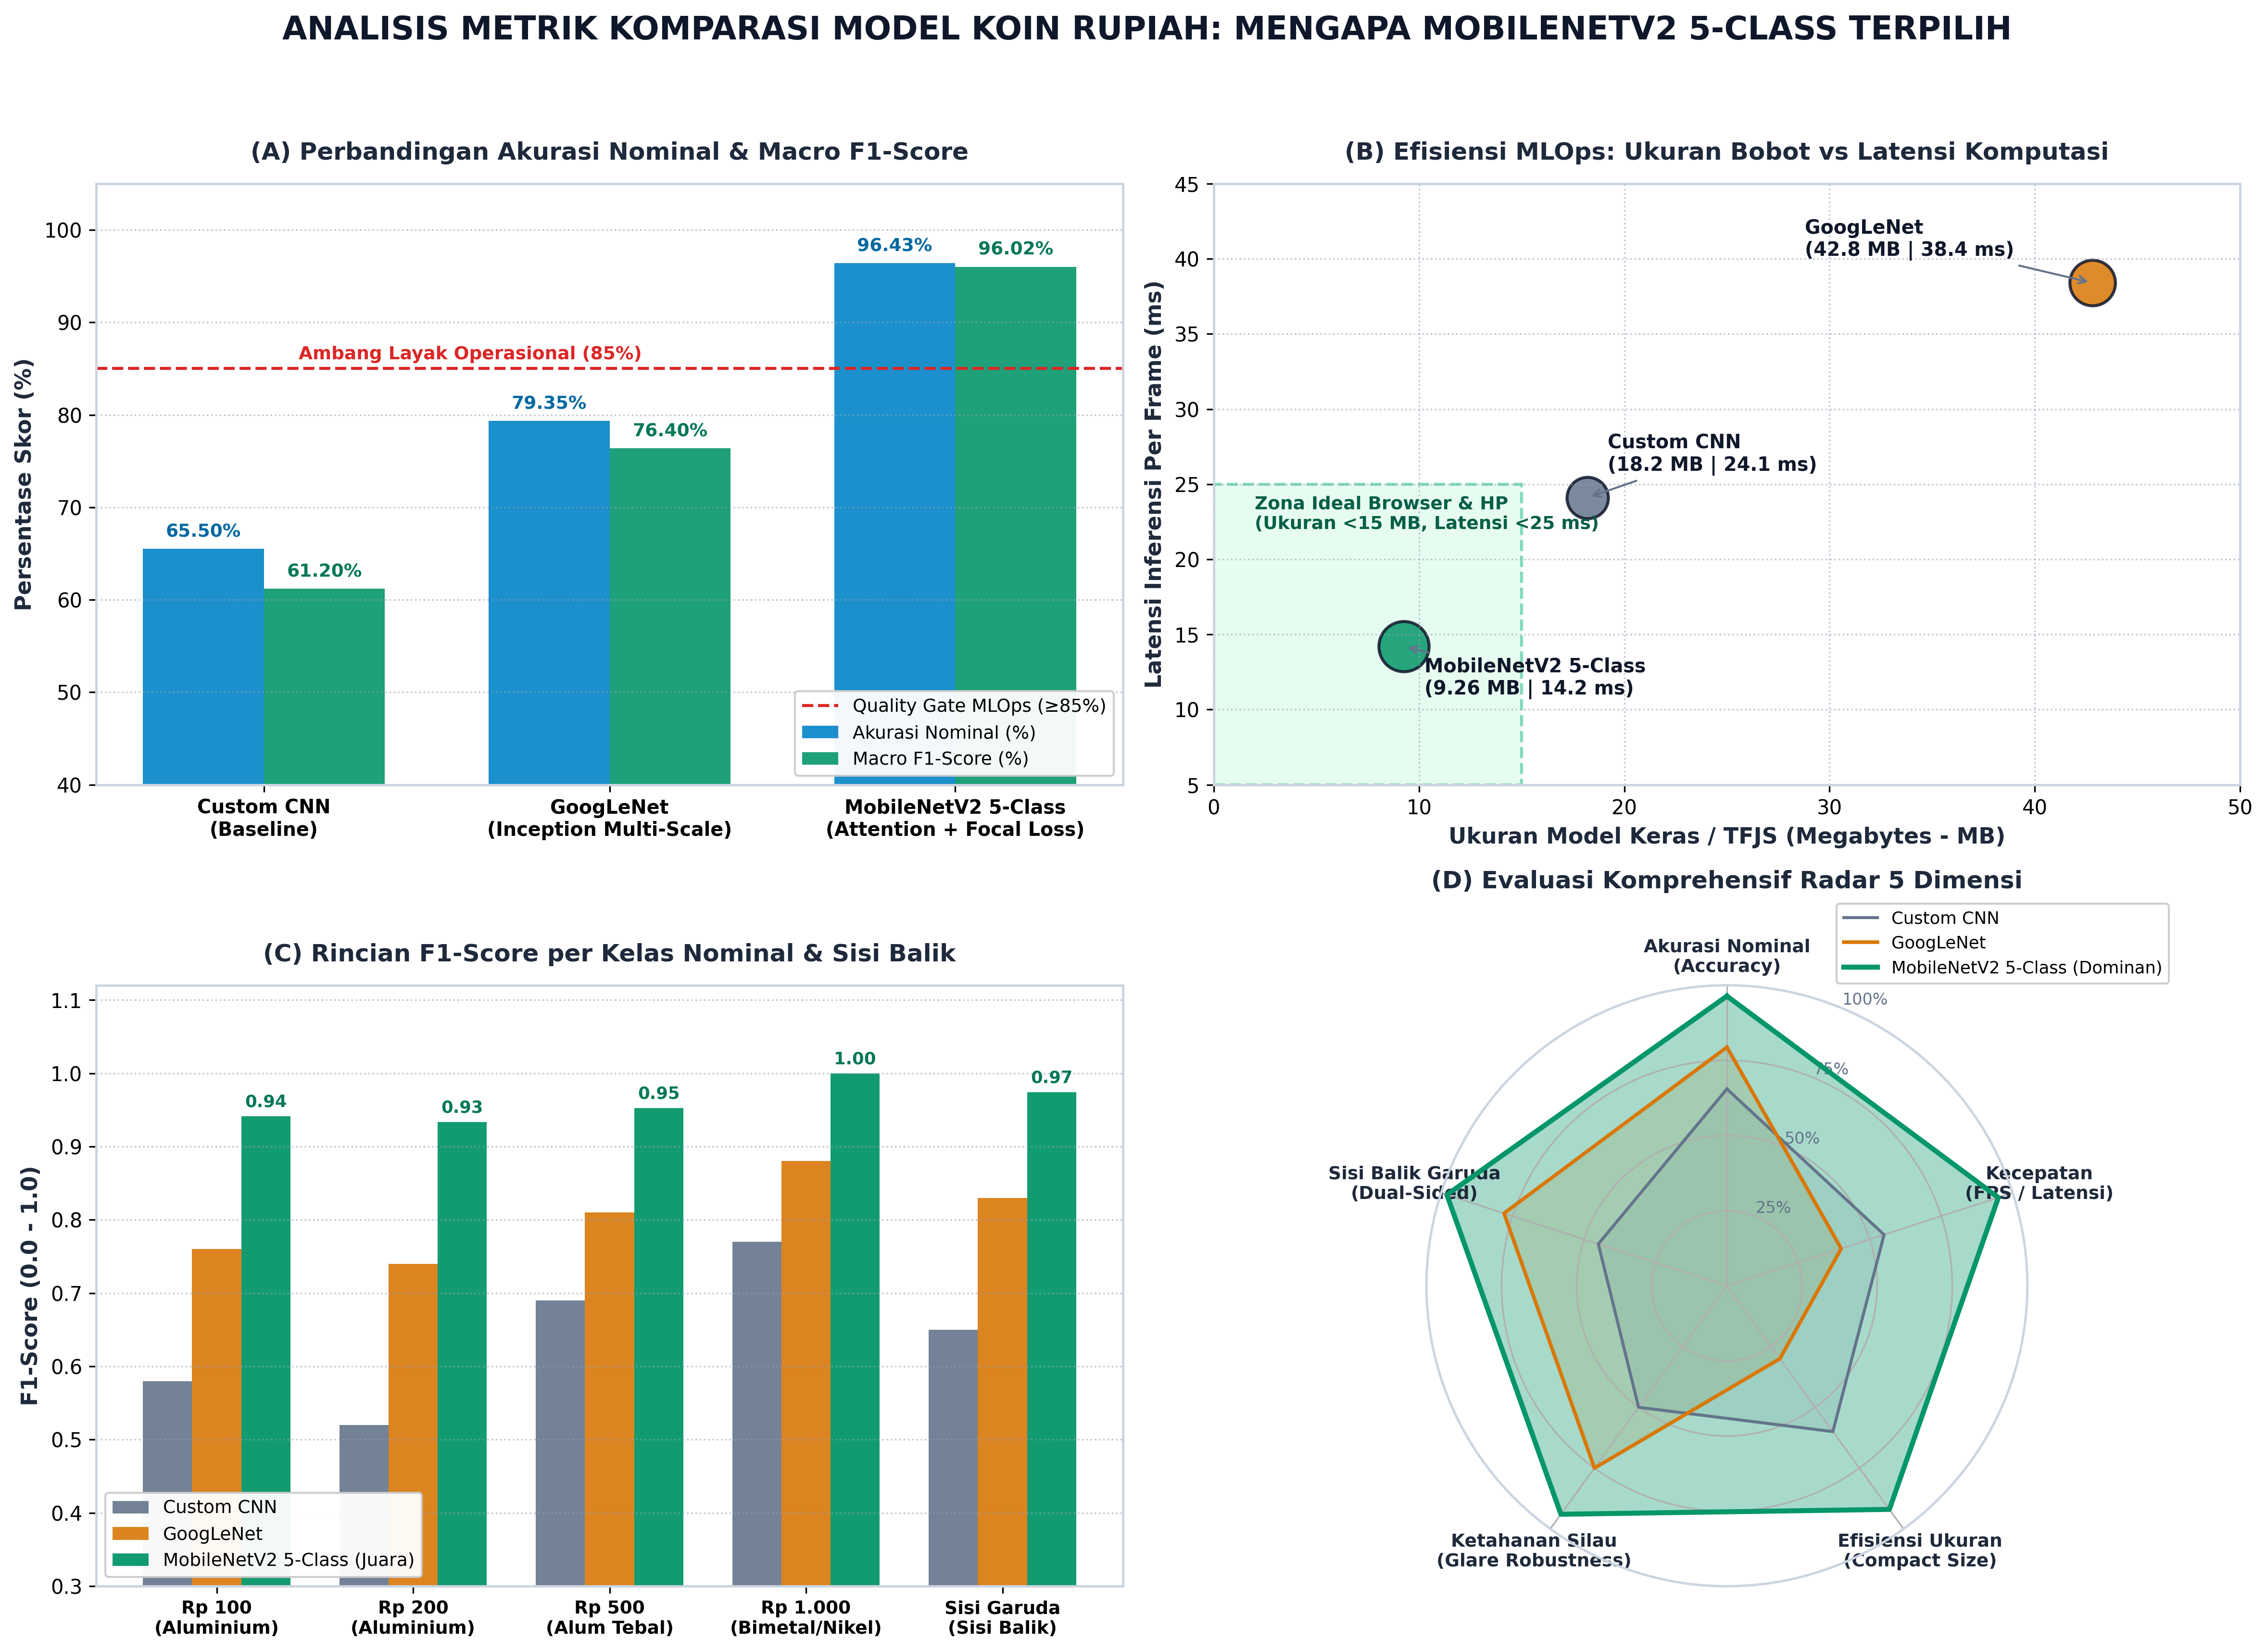 ANALISIS METRIK KOMPARASI MODEL KOIN RUPIAH: MENGAPA MOBILENETV2 5-CLASS TERPILIH
(A) Perbandingan Akurasi Nominal & Macro F1-Score
Persentase Skor (%)
100
90
80
70
60
50
40
96.43%
96.02%
Ambang Layak Operasional (85%)
79.35%
76.40%
65.50%
61.20%
Quality Gate MLOps (≥85%)
Akurasi Nominal (%)
Macro F1-Score (%)
Custom CNN
(Baseline)
GoogLeNet
(Inception Multi-Scale)
MobileNetV2 5-Class
(Attention + Focal Loss)
(B) Efisiensi MLOps: Ukuran Bobot vs Latensi Komputasi
Latensi Inferensi Per Frame (ms)
45
40
35
30
25
20
15
10
5
GoogLeNet
(42.8 MB | 38.4 ms)
Custom CNN
(18.2 MB | 24.1 ms)
Zona Ideal Browser & HP
(Ukuran <15 MB, Latensi <25 ms)
MobileNetV2 5-Class
(9.26 MB | 14.2 ms)
0
10
20
30
40
50
Ukuran Model Keras / TFJS (Megabytes - MB)
(C) Rincian F1-Score per Kelas Nominal & Sisi Balik
F1-Score (0.0 - 1.0)
1.1
1.0
0.9
0.8
0.7
0.6
0.5
0.4
0.3
0.94
0.93
0.95
1.00
0.97
Custom CNN
GoogLeNet
MobileNetV2 5-Class (Juara)
Rp 100
(Aluminium)
Rp 200
(Aluminium)
Rp 500
(Alum Tebal)
Rp 1.000
(Bimetal/Nikel)
Sisi Garuda
(Sisi Balik)
(D) Evaluasi Komprehensif Radar 5 Dimensi
Custom CNN
GoogLeNet
MobileNetV2 5-Class (Dominan)
Akurasi Nominal
(Accuracy)
100%
75%
50%
25%
Sisi Balik Garuda
(Dual-Sided)
Kecepatan
(FPS / Latensi)
Ketahanan Silau
(Glare Robustness)
Efisiensi Ukuran
(Compact Size)